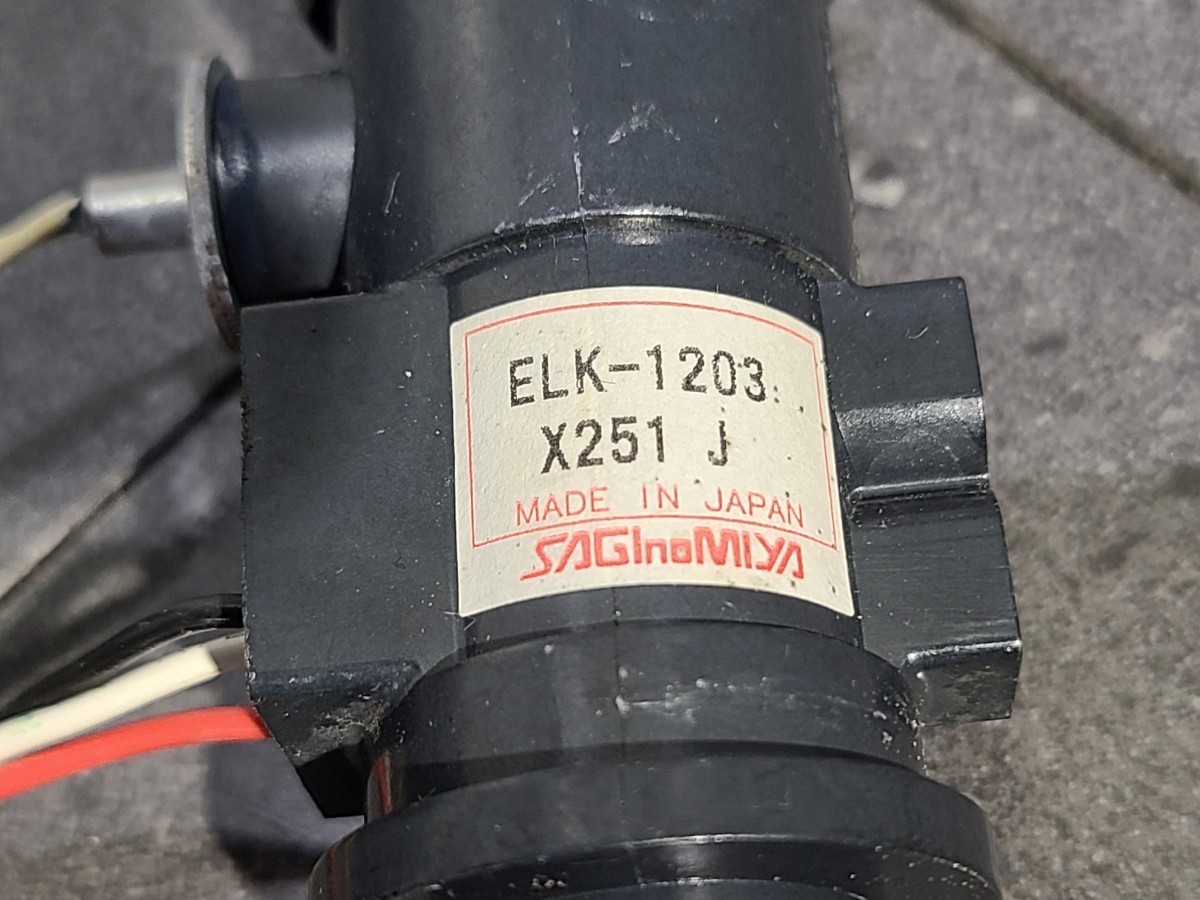 ELK-1203
X251 J
MADE IN JAPAN
SAGInoMIYA